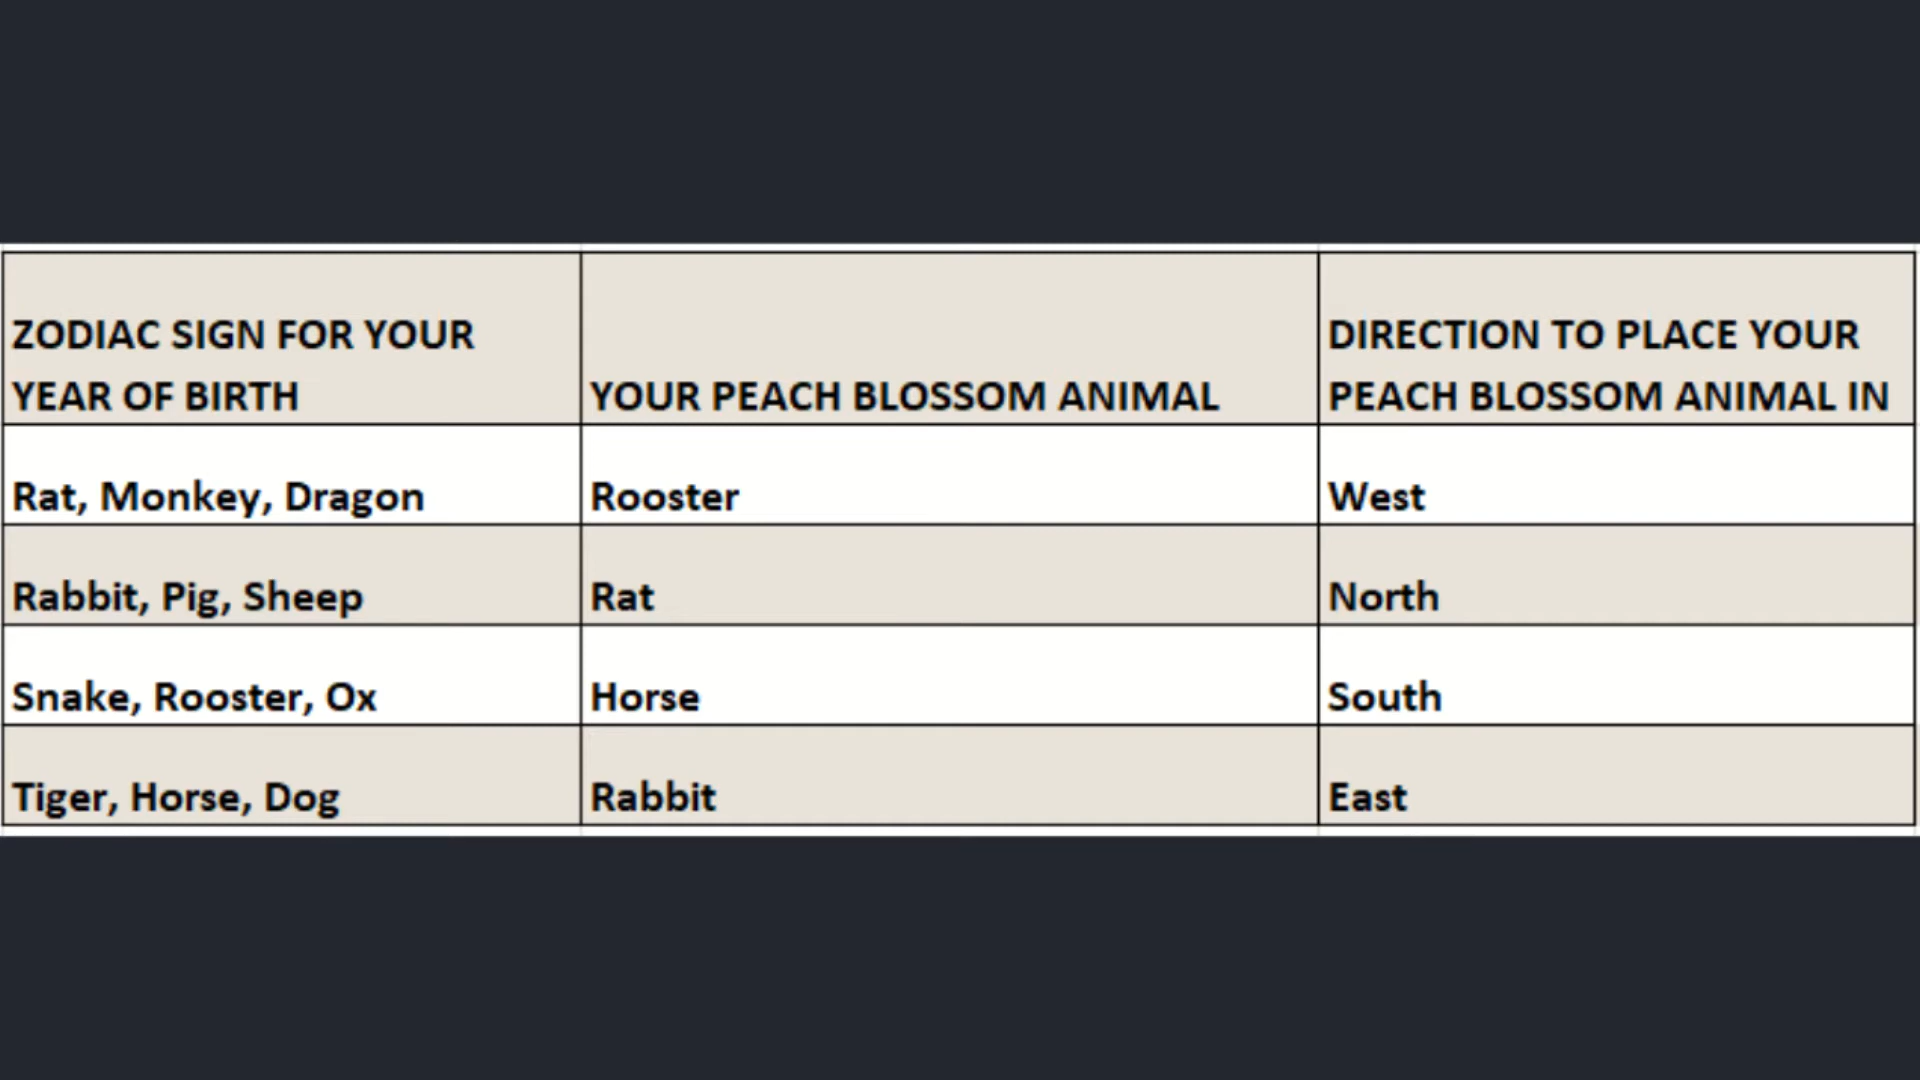 ZODIAC SIGN FOR YOUR
YEAR OF BIRTH
YOUR PEACH BLOSSOM ANIMAL
DIRECTION TO PLACE YOUR
PEACH BLOSSOM ANIMAL IN
Rat, Monkey, Dragon
Rooster
West
Rabbit, Pig, Sheep
Rat
North
Snake, Rooster, Ox
Horse
South
Tiger, Horse, Dog
Rabbit
East